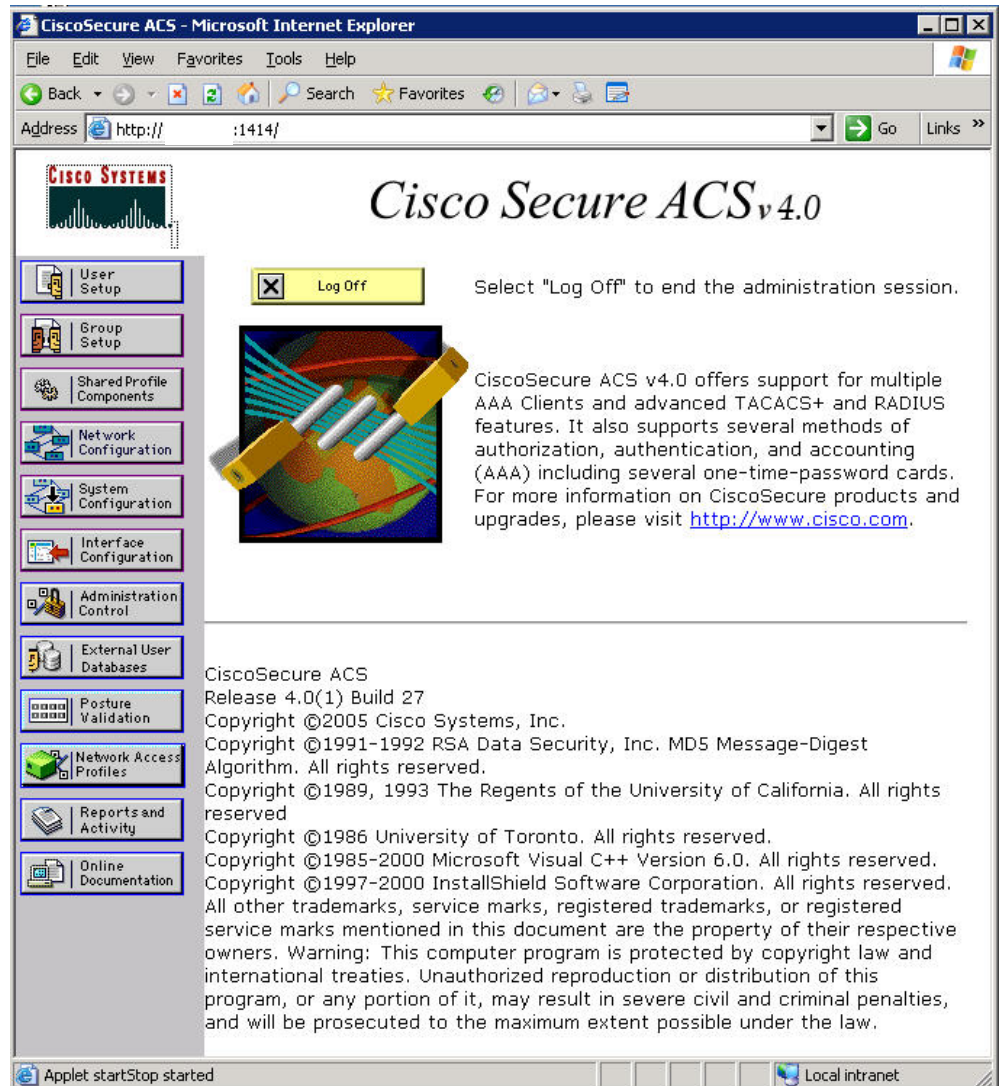 CiscoSecure ACS - Microsoft Internet Explorer
File Edit View Favorites Tools Help
Back Search Favorites
Address http:// :1414/ Go Links »
CISCO SYSTEMS
Cisco Secure ACS v 4.0
User
Setup
Group
Setup
Shared Profile
Components
Network
Configuration
System
Configuration
Interface
Configuration
Administration
Control
External User
Databases
Posture
Validation
Network Access
Profiles
Reports and
Activity
Online
Documentation
Log Off
Select "Log Off" to end the administration session.
CiscoSecure ACS v4.0 offers support for multiple
AAA Clients and advanced TACACS+ and RADIUS
features. It also supports several methods of
authorization, authentication, and accounting
(AAA) including several one-time-password cards.
For more information on CiscoSecure products and
upgrades, please visit http://www.cisco.com.
CiscoSecure ACS
Release 4.0(1) Build 27
Copyright ©2005 Cisco Systems, Inc.
Copyright ©1991-1992 RSA Data Security, Inc. MD5 Message-Digest
Algorithm. All rights reserved.
Copyright ©1989, 1993 The Regents of the University of California. All rights
reserved
Copyright ©1986 University of Toronto. All rights reserved.
Copyright ©1985-2000 Microsoft Visual C++ Version 6.0. All rights reserved.
Copyright ©1997-2000 InstallShield Software Corporation. All rights reserved.
All other trademarks, service marks, registered trademarks, or registered
service marks mentioned in this document are the property of their respective
owners. Warning: This computer program is protected by copyright law and
international treaties. Unauthorized reproduction or distribution of this
program, or any portion of it, may result in severe civil and criminal penalties,
and will be prosecuted to the maximum extent possible under the law.
Applet startStop started
Local intranet